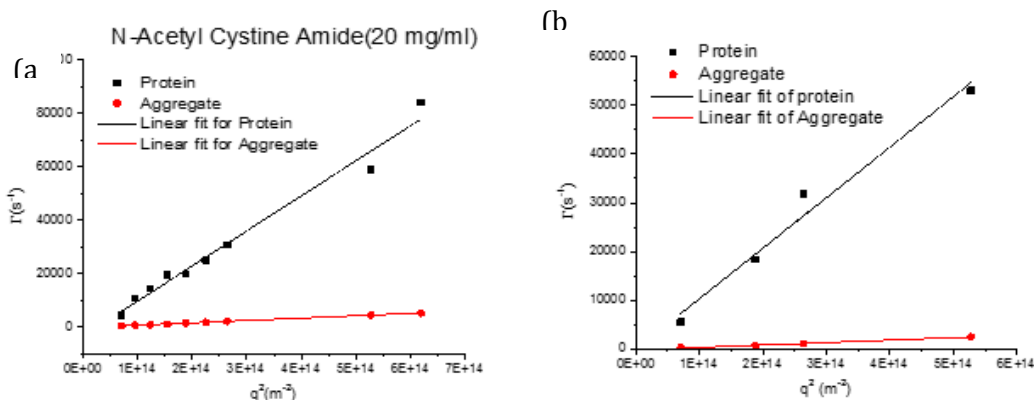 N-Acetyl Cystine Amide(20 mg/ml)
(a
0
Protein
Aggregate
Linear fit for Protein
Linear fit for Aggregate
80000
60000
40000
20000
0
Γ(s⁻¹)
0E+00 1E+14 2E+14 3E+14 4E+14 5E+14 6E+14 7E+14
q²(m⁻²)
(b
Protein
Aggregate
Linear fit of protein
Linear fit of Aggregate
60000
50000
40000
30000
20000
10000
0
Γ(s⁻¹)
0E+00 1E+14 2E+14 3E+14 4E+14 5E+14 6E+14
q² (m⁻²)